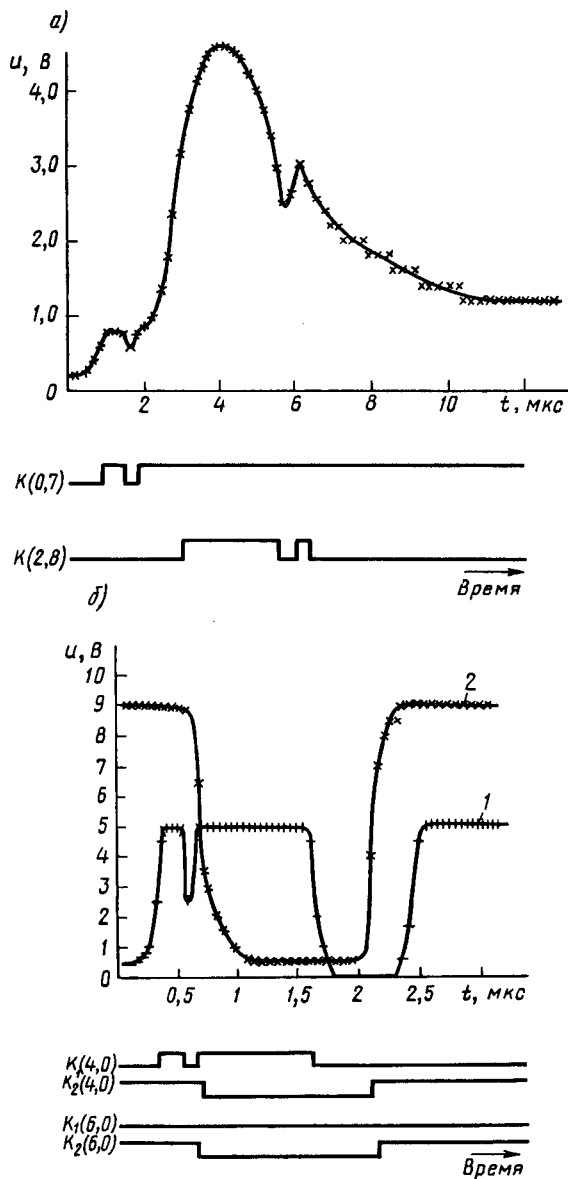 а)
u, В
4,0
3,0
2,0
1,0
0
2 4 6 8 10 t, мкс
K(0,7)
K(2,8)
Время
б)
u, В
10
9
8
7
6
5
4
3
2
1
0
2
1
0,5 1 1,5 2 2,5 t, мкс
K1(4,0)
K2(4,0)
K1(6,0)
K2(6,0)
Время